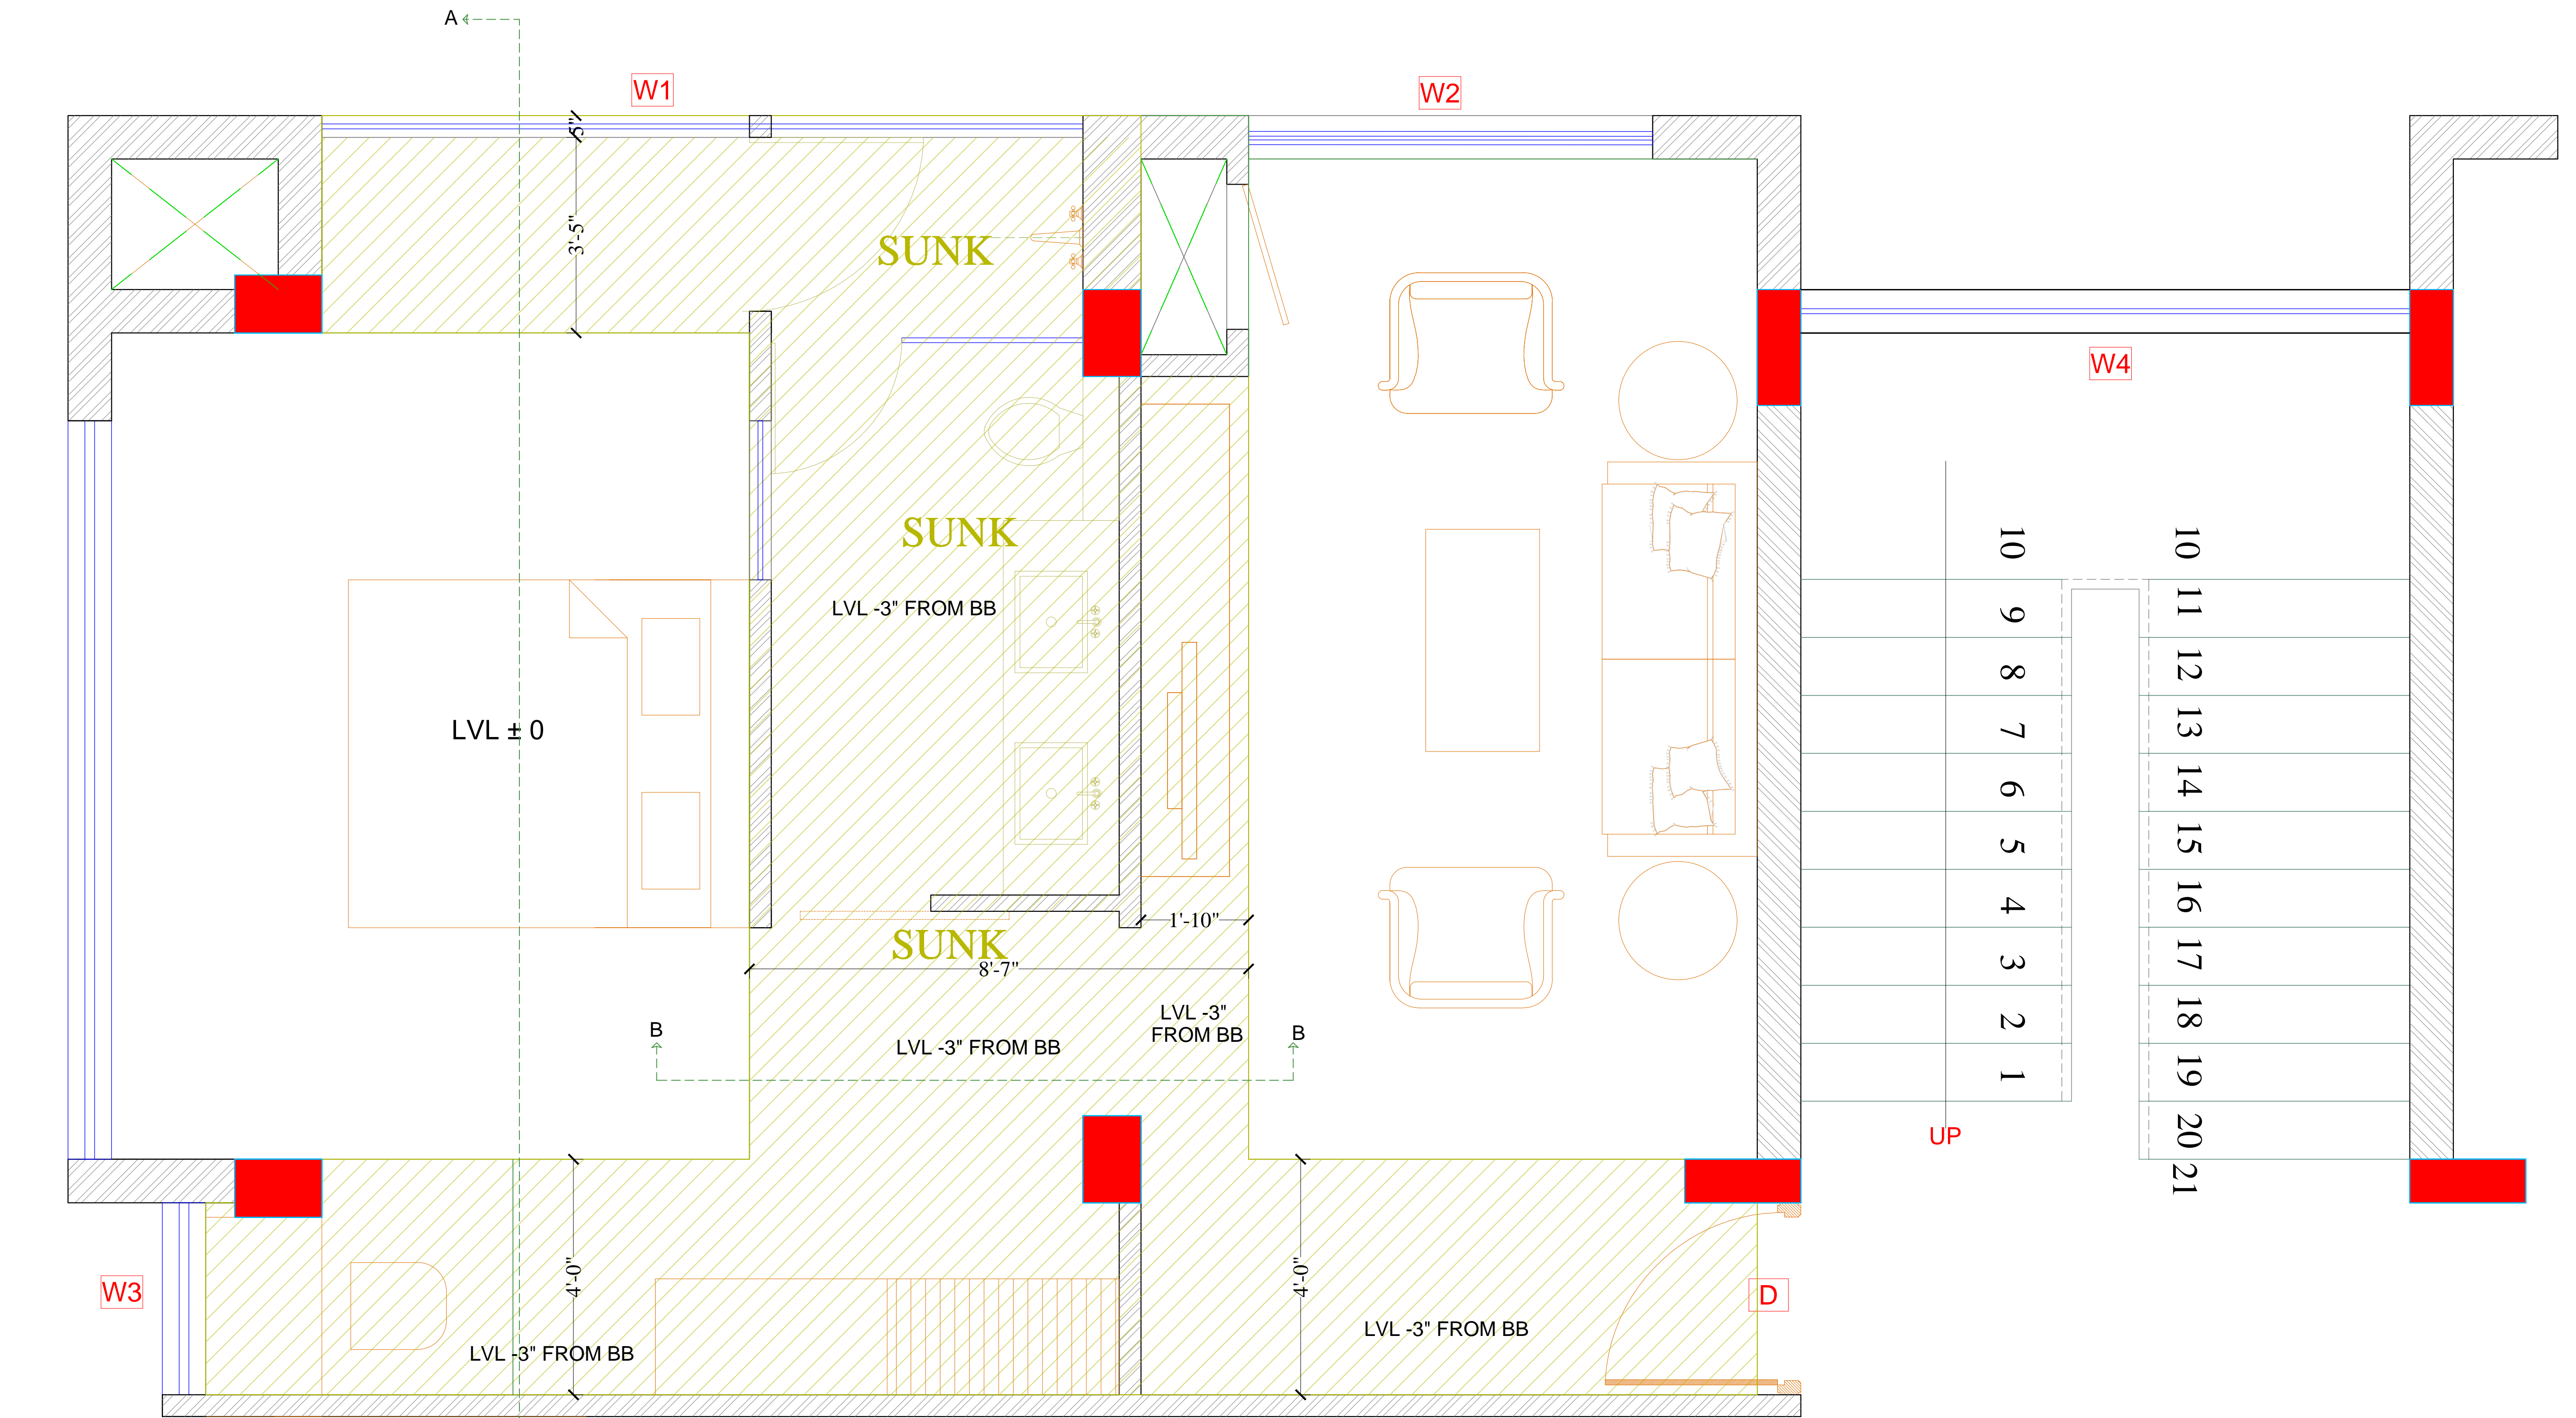 A
W1
W2
5"
3'-5"
SUNK
W4
SUNK
10
10
9
11
LVL -3" FROM BB
8
12
7
13
LVL ± 0
6
14
5
15
4
16
1'-10"
SUNK
3
17
8'-7"
LVL -3"
FROM BB
2
18
B
B
LVL -3" FROM BB
1
19
UP
20
21
W3
4'-0"
4'-0"
D
LVL -3" FROM BB
LVL -3" FROM BB